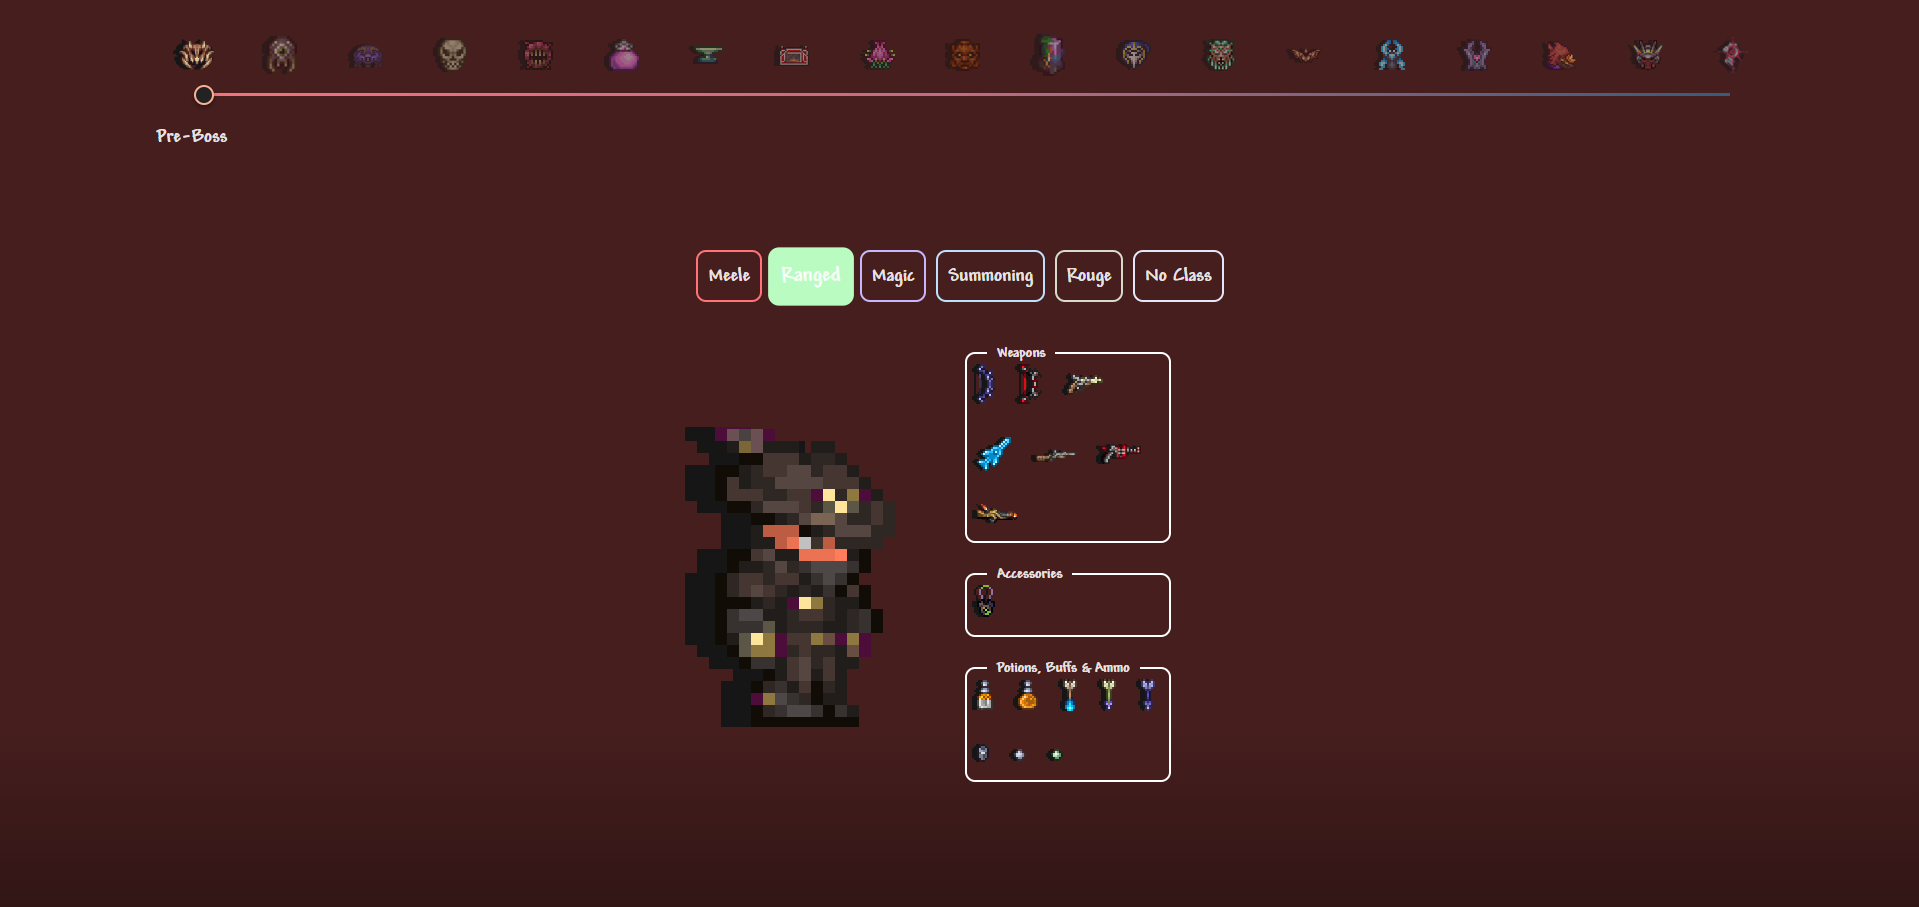 Pre-Boss
Meele
Ranged
Magic
Summoning
Rouge
No Class
Weapons
Accessories
Potions, Buffs & Ammo